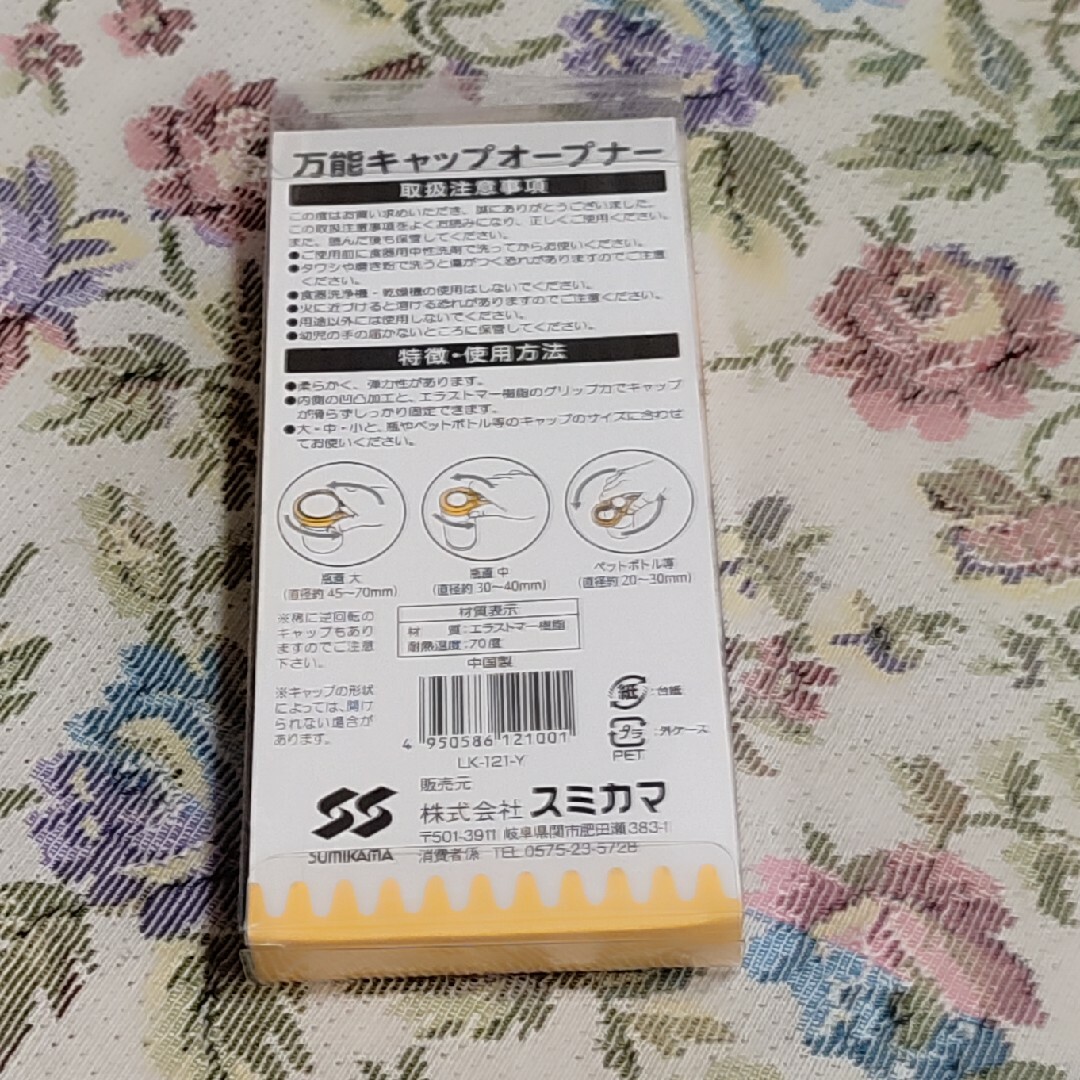 万能キャップオープナー
取扱注意事項
この度はお買い求めいただき、誠にありがとうございました。
この取扱注意事項をよくお読みになり、正しくご使用ください。
また、読んだ後も保管してください。
●ご使用前に食器用中性洗剤で洗ってからお使いください。
●タワシや磨き粉で洗うと傷がつく恐れがありますのでご注意
ください。
●食器洗浄機・乾燥機の使用はしないでください。
●火に近づけると溶ける恐れがありますのでご注意ください。
●用途以外には使用しないでください。
●幼児の手の届かないところに保管してください。
特徴・使用方法
●柔らかく、弾力性があります。
●内側の凹凸加工と、エラストマー樹脂のグリップ力でキャップ
が滑らずしっかり固定できます。
●大・中・小と、瓶やペットボトル等のキャップのサイズに合わせ
てお使いください。
瓶蓋 大
(直径約 45〜70mm)
瓶蓋 中
(直径約 30〜40mm)
ペットボトル等
(直径約 20〜30mm)
※稀に逆回転の
キャップもあり
ますのでご注意
下さい。
※キャップの形状
によっては、開け
られない場合が
あります。
材質表示
材 質：エラストマー樹脂
耐熱温度：70度
中国製
4 950586 121001
LK-121-Y
紙：台紙
プラ：外ケース
PET
販売元
株式会社 スミカマ
〒501-3911 岐阜県関市肥田瀬 383-1
消費者係 TEL 0575-23-5728
SUMIKAMA